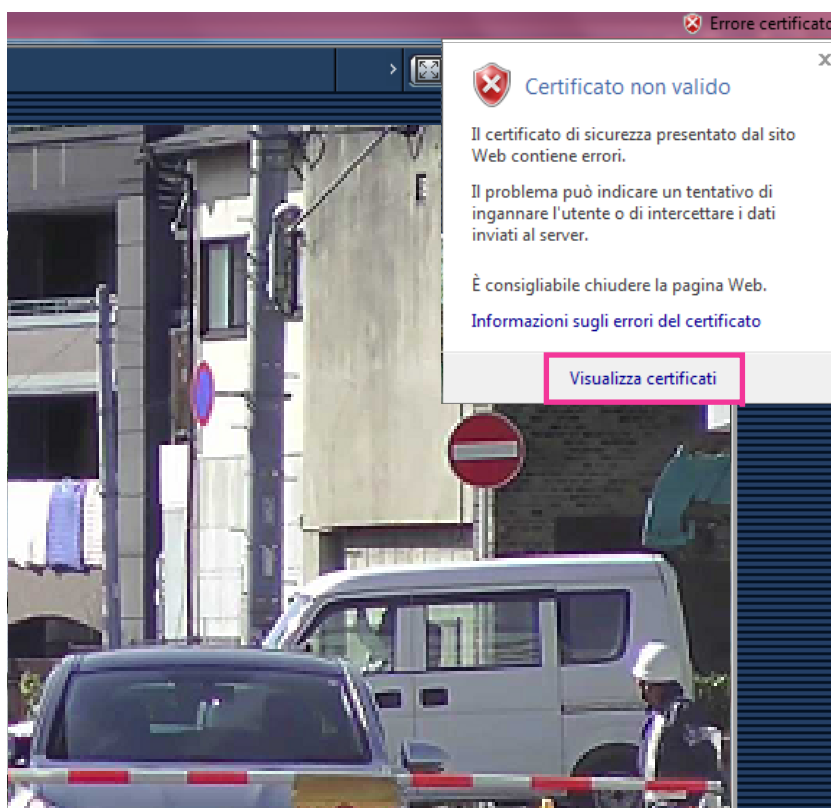 Errore certificato
Certificato non valido
Il certificato di sicurezza presentato dal sito
Web contiene errori.
Il problema può indicare un tentativo di
ingannare l'utente o di intercettare i dati
inviati al server.
È consigliabile chiudere la pagina Web.
Informazioni sugli errori del certificato
Visualizza certificati